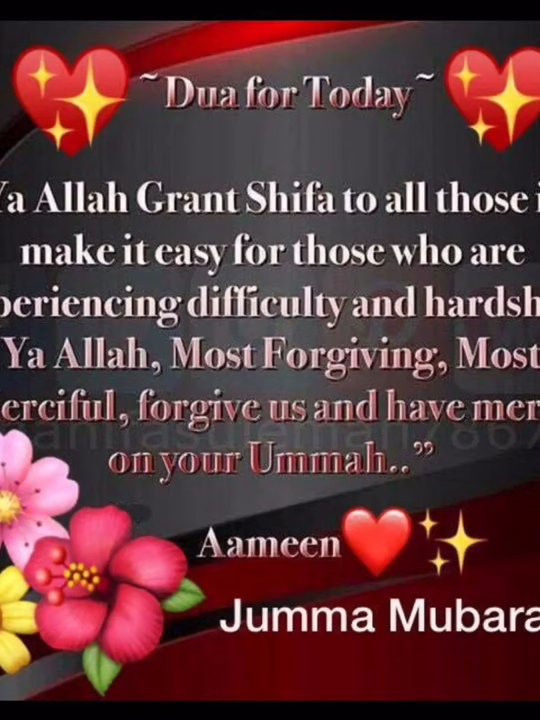 ~Dua for Today~
Ya Allah Grant Shifa to all those i
make it easy for those who are
periencing difficulty and hardsh
Ya Allah, Most Forgiving, Most
erciful, forgive us and have mer
on your Ummah..”
Aameen
Jumma Mubara